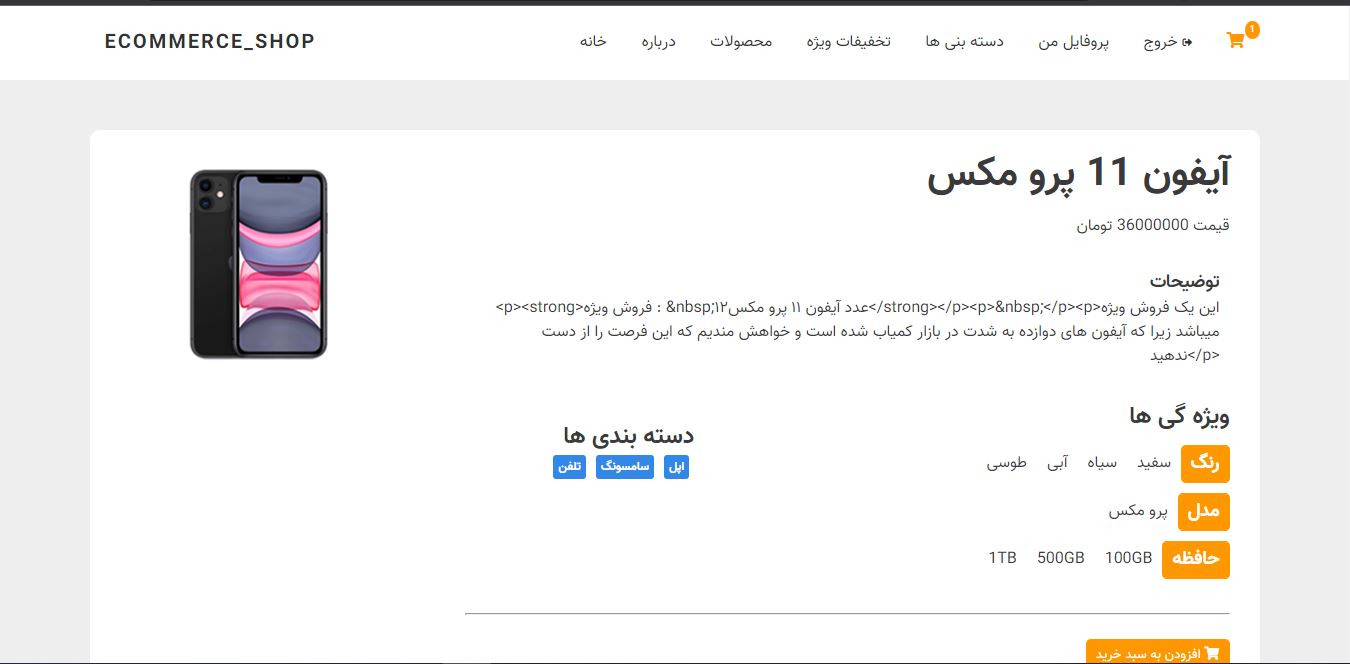 ECOMMERCE_SHOP
خانه
درباره
محصولات
تخفیفات ویژه
دسته بنی ها
پروفایل من
خروج
1
آیفون 11 پرو مکس
قیمت 36000000 تومان
توضیحات
<p><strong>فروش ویژه : &nbsp;۱۲عدد آیفون ۱۱ پرو مکس</strong></p><p>&nbsp;</p><p>این یک فروش ویژه
میباشد زیرا که آیفون های دوازده به شدت در بازار کمیاب شده است و خواهش مندیم که این فرصت را از دست
ندهید</p>
ویژه گی ها
رنگ سفید سیاه آبی طوسی
مدل پرو مکس
حافظه 100GB 500GB 1TB
دسته بندی ها
اپل سامسونگ تلفن
افزودن به سبد خرید